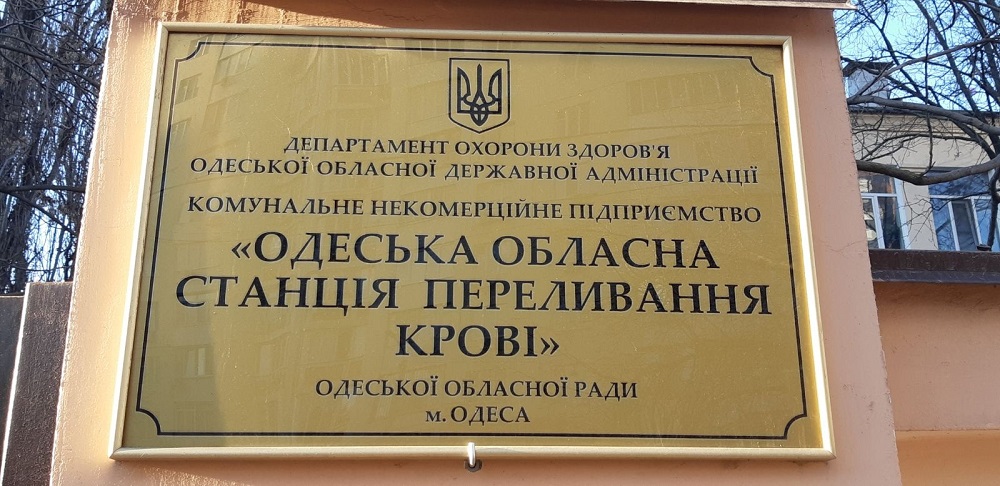 ДЕПАРТАМЕНТ ОХОРОНИ ЗДОРОВ'Я
ОДЕСЬКОЇ ОБЛАСНОЇ ДЕРЖАВНОЇ АДМІНІСТРАЦІЇ
КОМУНАЛЬНЕ НЕКОМЕРЦІЙНЕ ПІДПРИЄМСТВО
«ОДЕСЬКА ОБЛАСНА
СТАНЦІЯ ПЕРЕЛИВАННЯ
КРОВІ»
ОДЕСЬКОЇ ОБЛАСНОЇ РАДИ
м. ОДЕСА